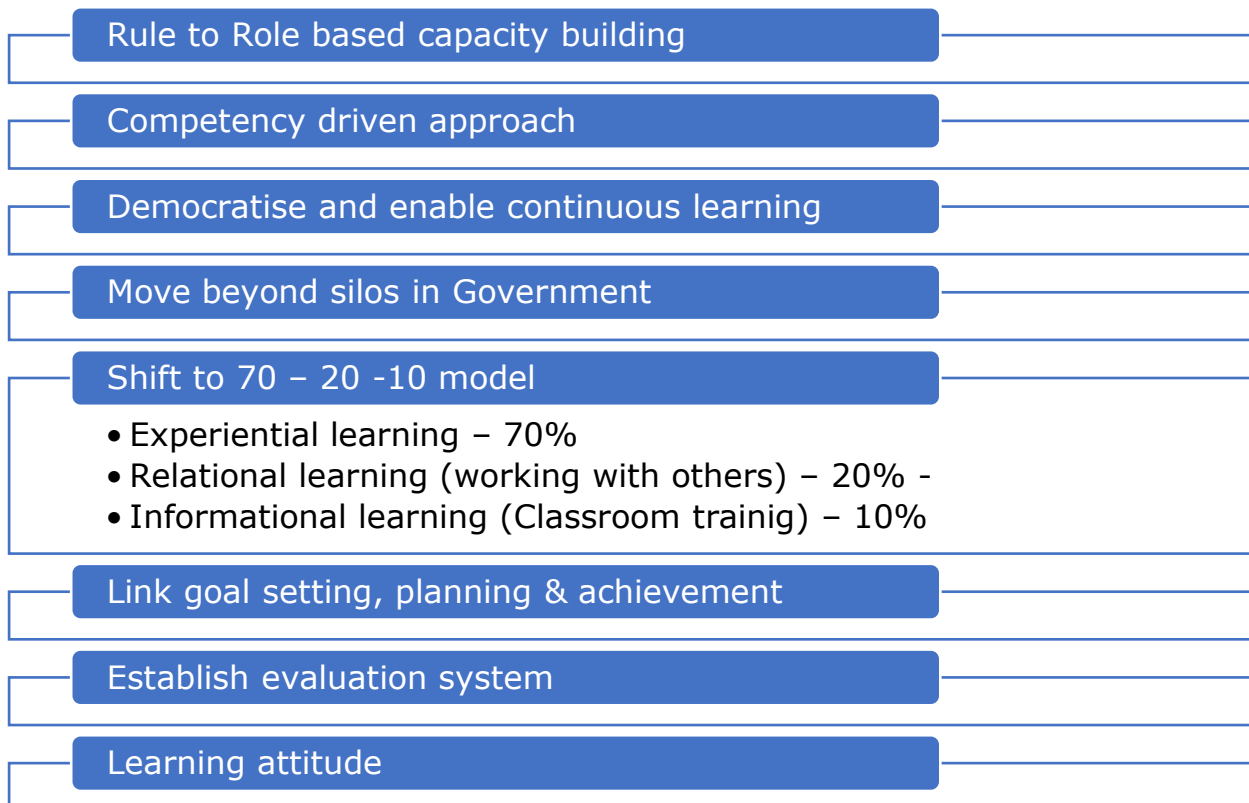 Rule to Role based capacity building
Competency driven approach
Democratise and enable continuous learning
Move beyond silos in Government
Shift to 70 – 20 -10 model
• Experiential learning – 70%
• Relational learning (working with others) – 20% -
• Informational learning (Classroom trainig) – 10%
Link goal setting, planning & achievement
Establish evaluation system
Learning attitude